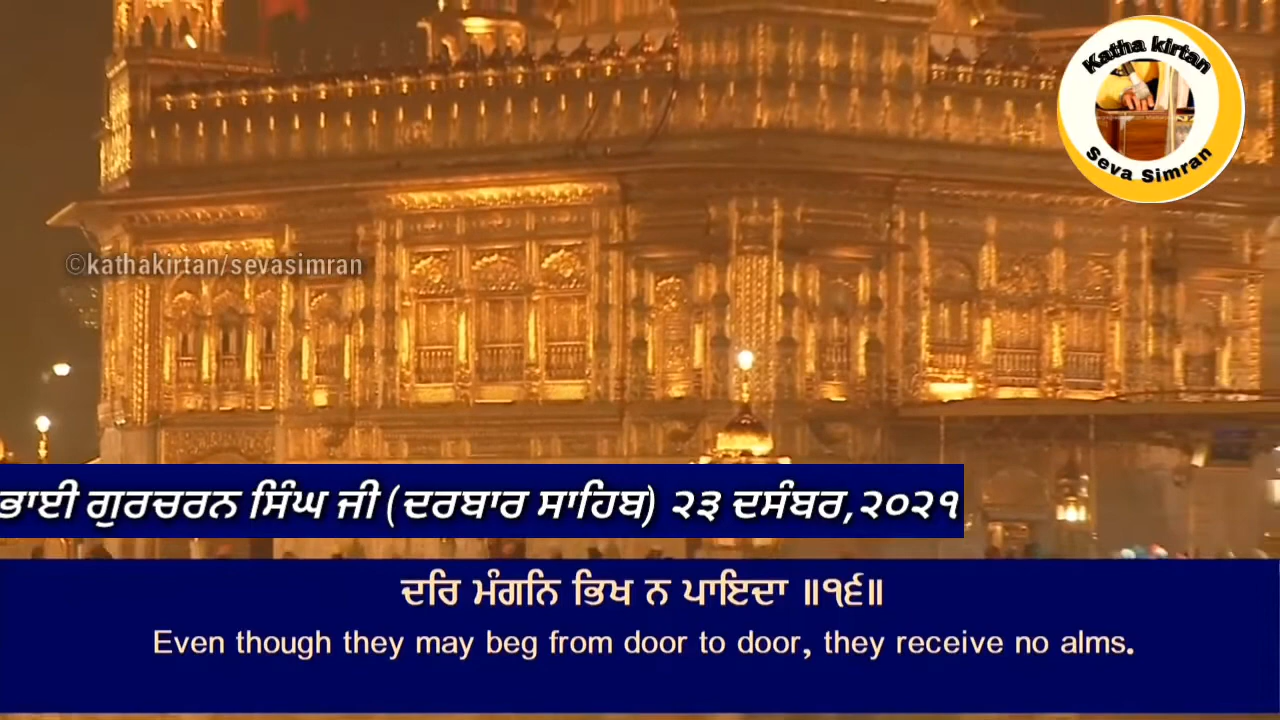 Katha kirtan
Seva Simran
©kathakirtan/sevasimran
ਭਾਈ ਗੁਰਚਰਨ ਸਿੰਘ ਜੀ (ਦਰਬਾਰ ਸਾਹਿਬ) ੨੩ ਦਸੰਬਰ,੨੦੨੧
ਦਰਿ ਮੰਗਨਿ ਭਿਖ ਨ ਪਾਇਦਾ ॥੧੬॥
Even though they may beg from door to door, they receive no alms.